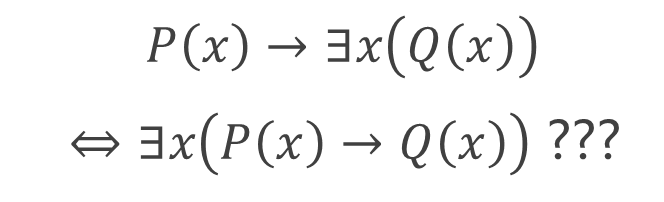 P(x) → ∃x(Q(x))
⇔ ∃x(P(x) → Q(x)) ???